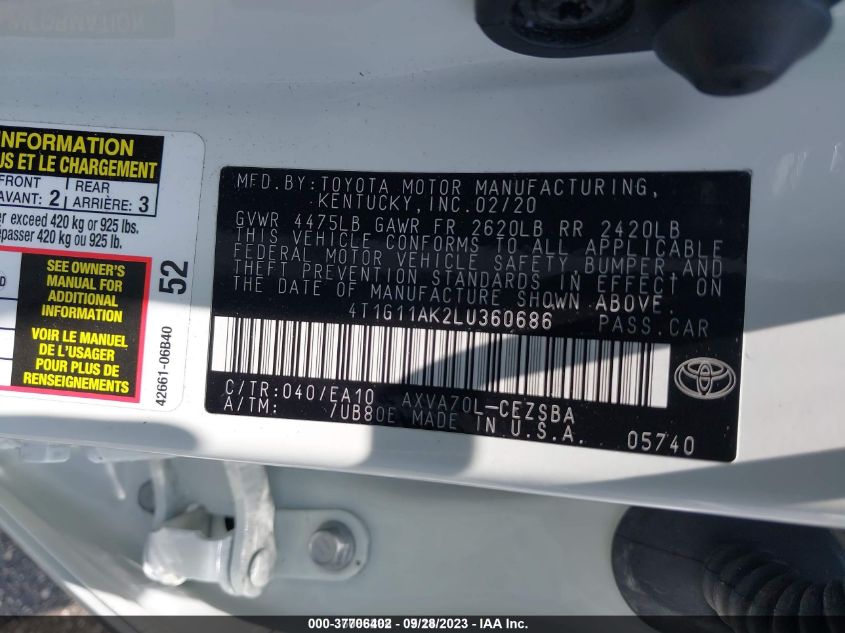 INFORMATION
US ET LE CHARGEMENT
FRONT
AVANT: 2
REAR
ARRIÈRE: 3
er exceed 420 kg or 925 lbs.
épasser 420 kg ou 925 lb.
SEE OWNER'S
MANUAL FOR
ADDITIONAL
INFORMATION
VOIR LE MANUEL
DE L'USAGER
POUR PLUS DE
RENSEIGNEMENTS
52
42661-06B40
MFD.BY:TOYOTA MOTOR MANUFACTURING,
KENTUCKY,INC.02/20
GVWR 4475LB GAWR FR 2620LB RR 2420LB
THIS VEHICLE CONFORMS TO ALL APPLICABLE
FEDERAL MOTOR VEHICLE SAFETY,BUMPER,AND
THEFT PREVENTION STANDARDS IN EFFECT ON
THE DATE OF MANUFACTURE SHOWN ABOVE.
4T1G11AK2LU360686 PASS.CAR
C/TR:040/EA10 AXVA70L-CEZSBA
A/TM: /UB80E MADE IN U.S.A. 05740
000-37706402 - 09/28/2023 - IAA Inc.